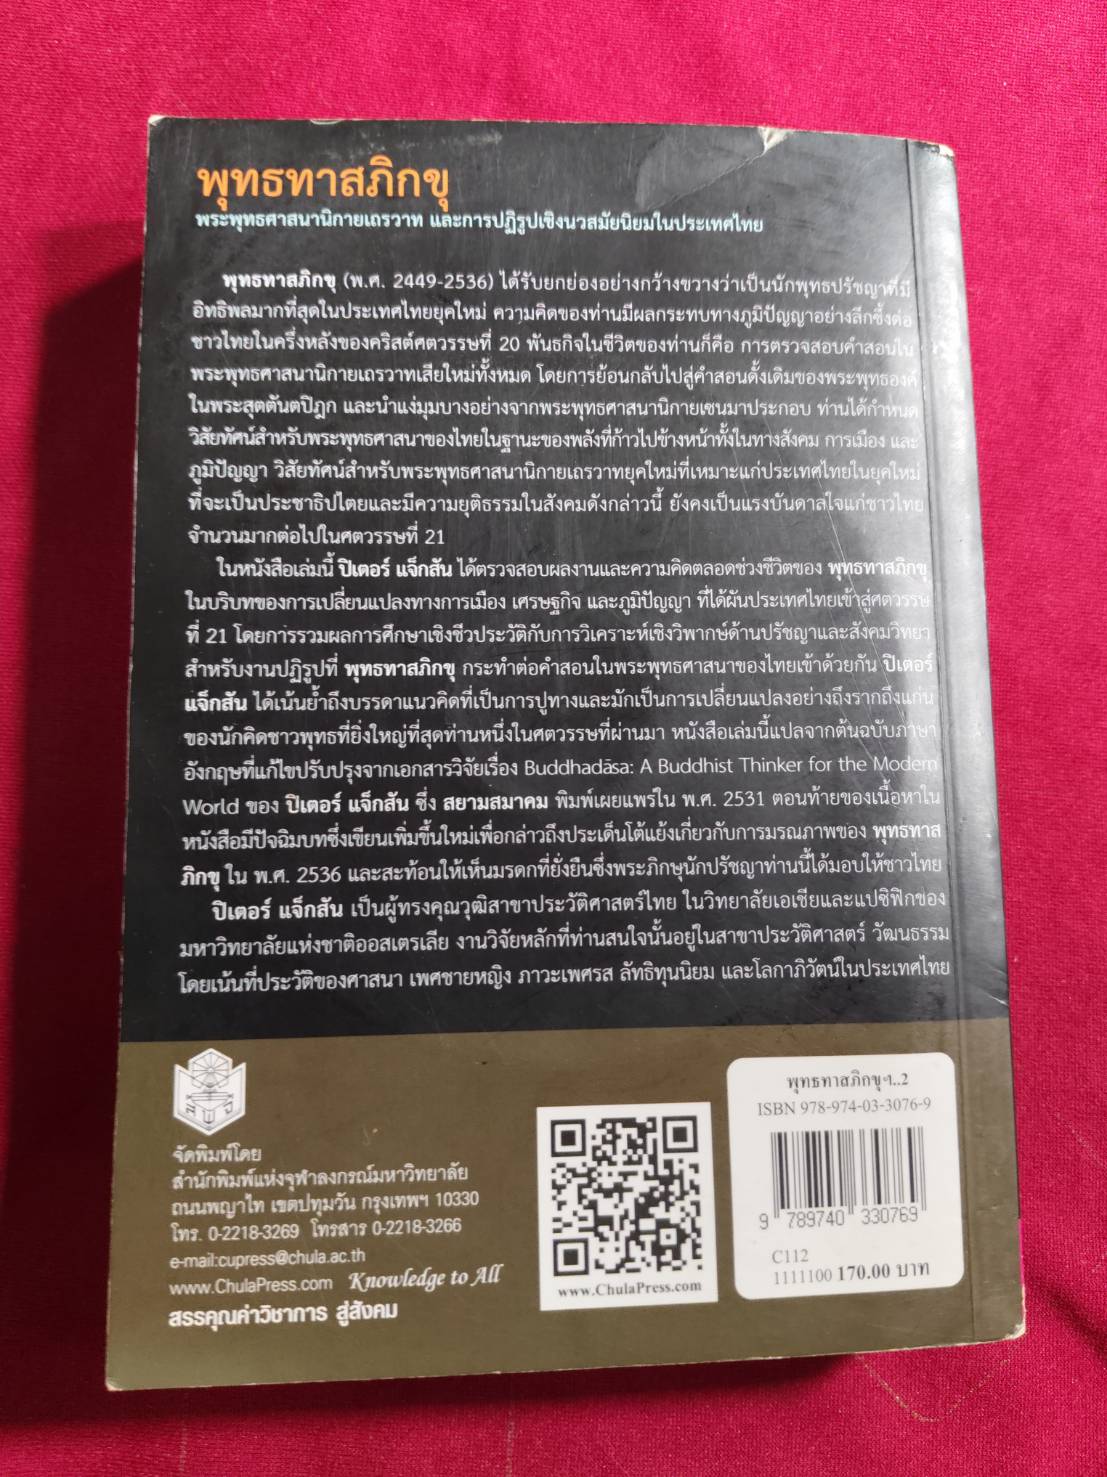 พุทธทาสภิกขุ
พระพุทธศาสนานิกายเถรวาท และการปฏิรูปเชิงนวสมัยนิยมในประเทศไทย
พุทธทาสภิกขุ (พ.ศ. 2449-2536) ได้รับยกย่องอย่างกว้างขวางว่าเป็นนักพุทธปรัชญาที่มี
อิทธิพลมากที่สุดในประเทศไทยยุคใหม่ ความคิดของท่านมีผลกระทบทางภูมิปัญญาอย่างลึกซึ้งต่อ
ชาวไทยในครึ่งหลังของคริสต์ศตวรรษที่ 20 พันธกิจในชีวิตของท่านก็คือ การตรวจสอบคำสอนใน
พระพุทธศาสนานิกายเถรวาทเสียใหม่ทั้งหมด โดยการย้อนกลับไปสู่คำสอนดั้งเดิมของพระพุทธองค์
ในพระสุตตันตปิฎก และนำแง่มุมบางอย่างจากพระพุทธศาสนานิกายเซนมาประกอบ ท่านได้กำหนด
วิสัยทัศน์สำหรับพระพุทธศาสนาของไทยในฐานะของพลังที่ก้าวไปข้างหน้าทั้งในทางสังคม การเมือง และ
ภูมิปัญญา วิสัยทัศน์สำหรับพระพุทธศาสนานิกายเถรวาทยุคใหม่ที่เหมาะแก่ประเทศไทยในยุคใหม่
ที่จะเป็นประชาธิปไตยและมีความยุติธรรมในสังคมดังกล่าวนี้ ยังคงเป็นแรงบันดาลใจแก่ชาวไทย
จำนวนมากต่อไปในศตวรรษที่ 21
ในหนังสือเล่มนี้ ปีเตอร์ แจ็กสัน ได้ตรวจสอบผลงานและความคิดตลอดช่วงชีวิตของ พุทธทาสภิกขุ
ในบริบทของการเปลี่ยนแปลงทางการเมือง เศรษฐกิจ และภูมิปัญญา ที่ได้ผันประเทศไทยเข้าสู่ศตวรรษ
ที่ 21 โดยการรวมผลการศึกษาเชิงชีวประวัติกับการวิเคราะห์เชิงวิพากษ์ด้านปรัชญาและสังคมวิทยา
สำหรับงานปฏิรูปที่ พุทธทาสภิกขุ กระทำต่อคำสอนในพระพุทธศาสนาของไทยเข้าด้วยกัน ปีเตอร์
แจ็กสัน ได้เน้นย้ำถึงบรรดาแนวคิดที่เป็นการปูทางและมักเป็นการเปลี่ยนแปลงอย่างถึงรากถึงแก่น
ของนักคิดชาวพุทธที่ยิ่งใหญ่ที่สุดท่านหนึ่งในศตวรรษที่ผ่านมา หนังสือเล่มนี้แปลจากต้นฉบับภาษา
อังกฤษที่แก้ไขปรับปรุงจากเอกสารวิจัยเรื่อง Buddhadāsa: A Buddhist Thinker for the Modern
World ของ ปีเตอร์ แจ็กสัน ซึ่ง สยามสมาคม พิมพ์เผยแพร่ใน พ.ศ. 2531 ตอนท้ายของเนื้อหาใน
หนังสือมีปัจฉิมบทซึ่งเขียนเพิ่มขึ้นใหม่เพื่อกล่าวถึงประเด็นโต้แย้งเกี่ยวกับการมรณภาพของ พุทธทาส
ภิกขุ ใน พ.ศ. 2536 และสะท้อนให้เห็นมรดกที่ยั่งยืนซึ่งพระภิกษุนักปรัชญาท่านนี้ได้มอบให้ชาวไทย
ปีเตอร์ แจ็กสัน เป็นผู้ทรงคุณวุฒิสาขาประวัติศาสตร์ไทย ในวิทยาลัยเอเชียและแปซิฟิกของ
มหาวิทยาลัยแห่งชาติออสเตรเลีย งานวิจัยหลักที่ท่านสนใจนั้นอยู่ในสาขาประวัติศาสตร์ วัฒนธรรม
โดยเน้นที่ประวัติของศาสนา เพศชายหญิง ภาวะเพศรส ลัทธิทุนนิยม และโลกาภิวัตน์ในประเทศไทย
จัดพิมพ์โดย
สำนักพิมพ์แห่งจุฬาลงกรณ์มหาวิทยาลัย
ถนนพญาไท เขตปทุมวัน กรุงเทพฯ 10330
โทร. 0-2218-3269 โทรสาร 0-2218-3266
e-mail:cupress@chula.ac.th
www.ChulaPress.com Knowledge to All
สรรคุณค่าวิชาการ สู่สังคม
www.ChulaPress.com
พุทธทาสภิกขุฯ..2
ISBN 978-974-03-3076-9
9 789740 330769
C112
1111100 170.00 บาท